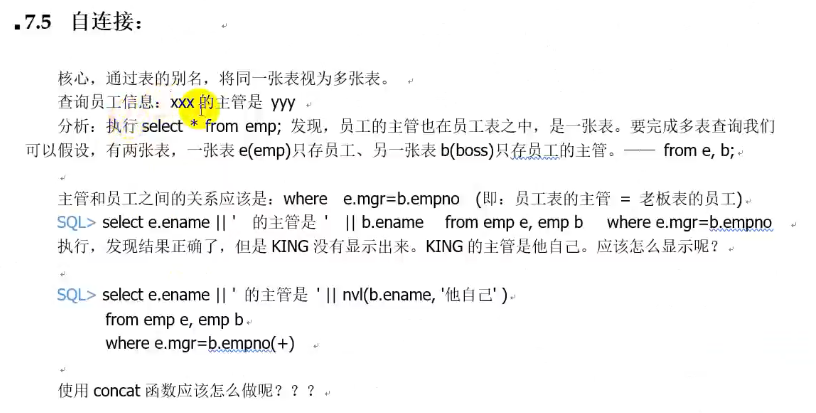 7.5 自连接:
核心，通过表的别名，将同一张表视为多张表。
查询员工信息：xxx 的主管是 yyy
分析：执行 select * from emp; 发现，员工的主管也在员工表之中，是一张表。要完成多表查询我们
可以假设，有两张表，一张表 e(emp)只存员工、另一张表 b(boss)只存员工的主管。—— from e, b;
主管和员工之间的关系应该是：where e.mgr=b.empno (即：员工表的主管 = 老板表的员工)
SQL> select e.ename || ' 的主管是 ' || b.ename from emp e, emp b where e.mgr=b.empno
执行，发现结果正确了，但是 KING 没有显示出来。KING 的主管是他自己。应该怎么显示呢？
SQL> select e.ename || ' 的主管是 ' || nvl(b.ename, '他自己' )
from emp e, emp b
where e.mgr=b.empno(+)
使用 concat 函数应该怎么做呢？？？